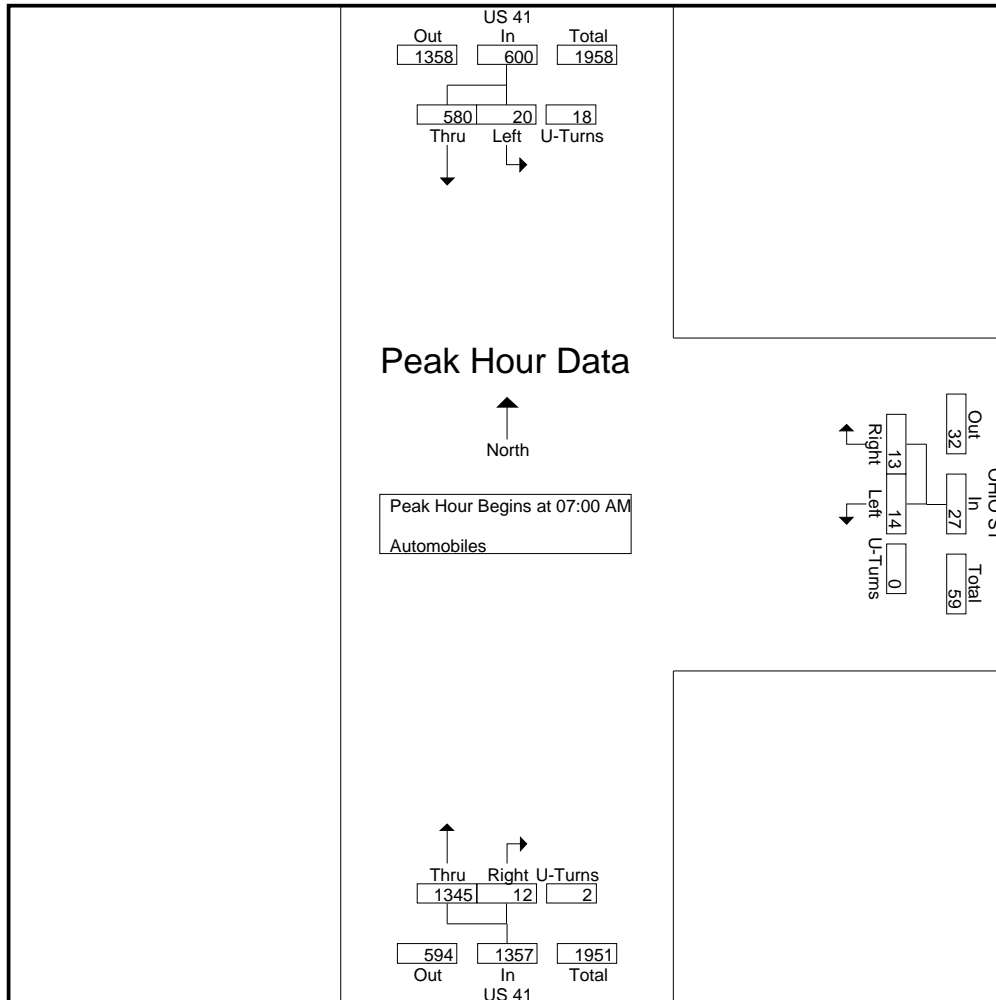 US 41
Out In Total
1358 600 1958
580 20 18
Thru Left U-Turns
Peak Hour Data
North
Peak Hour Begins at 07:00 AM
Automobiles
Out In Total
32 27 59
13 14 0
Right Left U-Turns
Thru Right U-Turns
1345 12 2
594 1357 1951
Out In Total
US 41